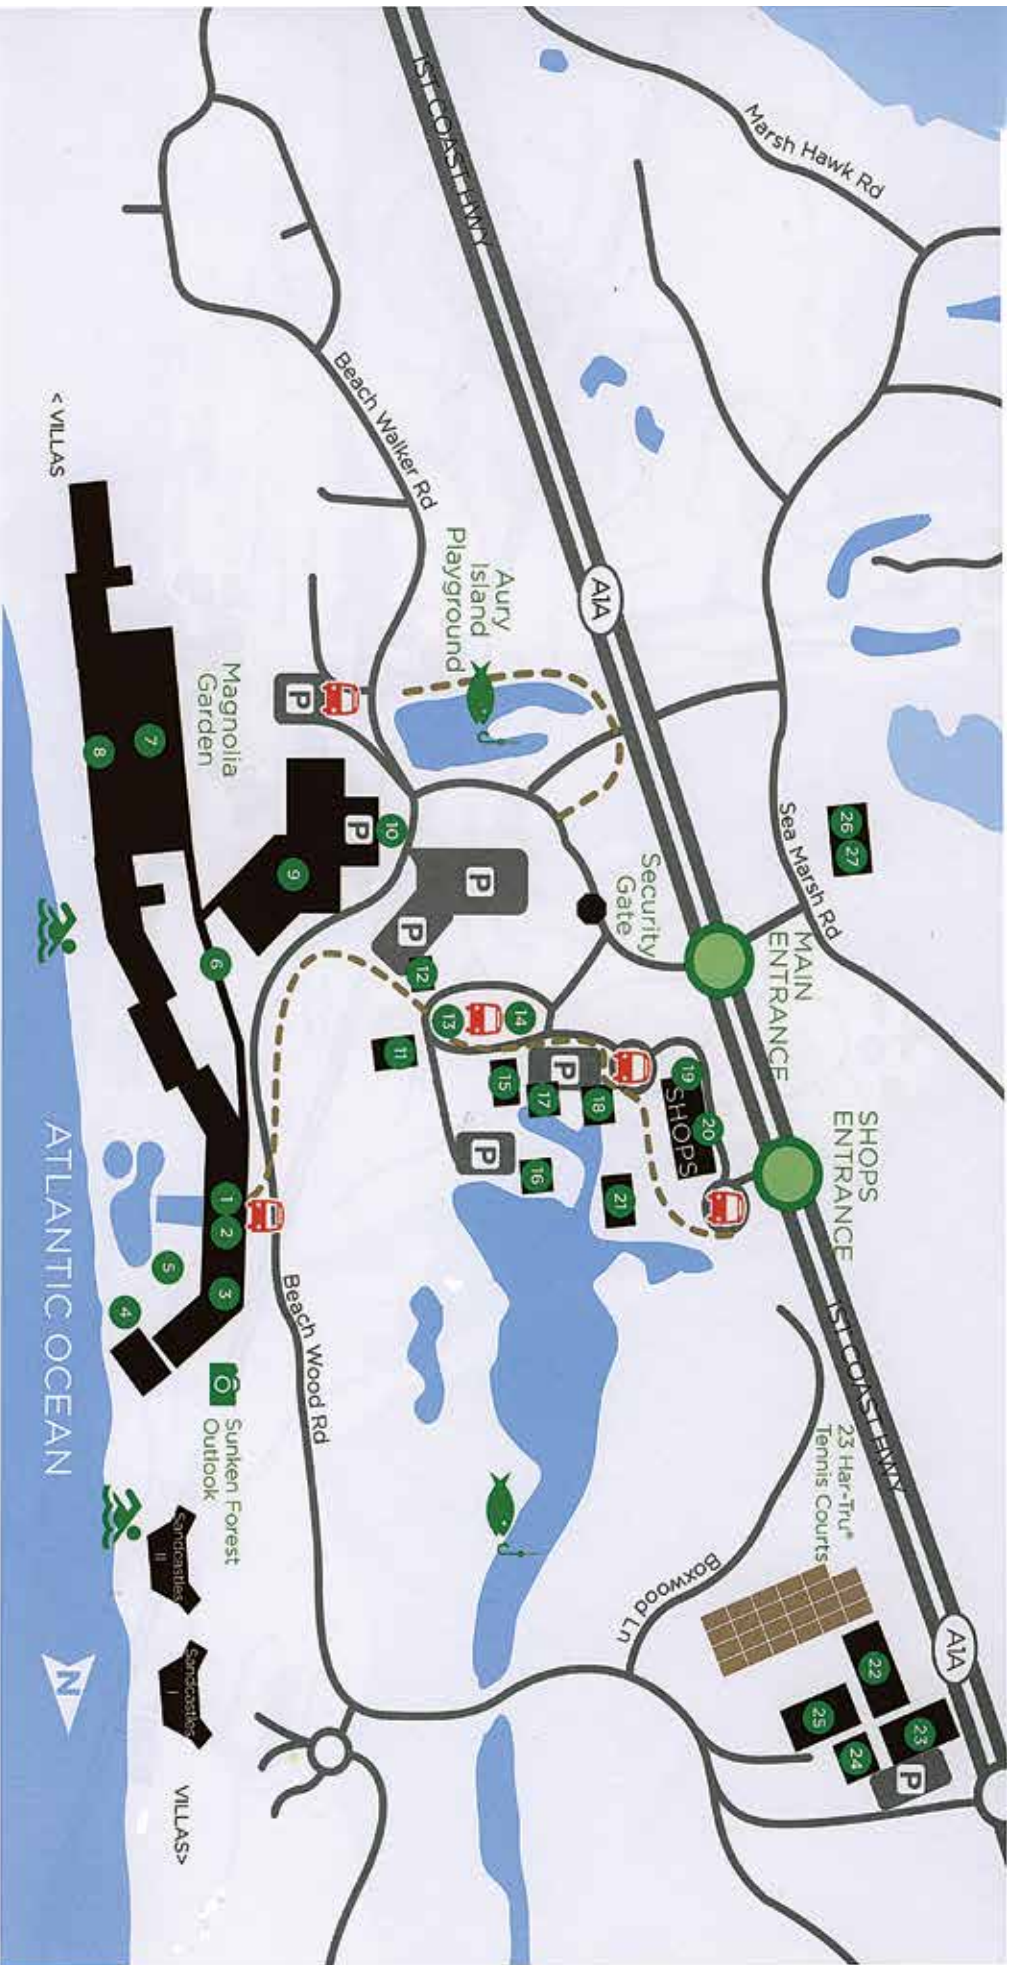 Marsh Hawk Rd
1ST COAST HWY
Beach Walker Rd
< VILLAS
A1A
Aury
Island
Playground
Magnolia
Garden
P
7
8
9
10
P
P
P
12
6
26
27
Sea Marsh Rd
Security
Gate
MAIN
ENTRANCE
13
14
11
15
P
17
18
19
20
SHOPS
P
16
21
SHOPS
ENTRANCE
1
2
3
4
5
ATLANTIC OCEAN
Beach Wood Rd
Sunken Forest
Outlook
1ST COAST HWY
23 Har-Tru®
Tennis Courts
Boxwood Ln
Sandcastles
II
Sandcastles
I
N
VILLAS>
A1A
22
23
24
25
P